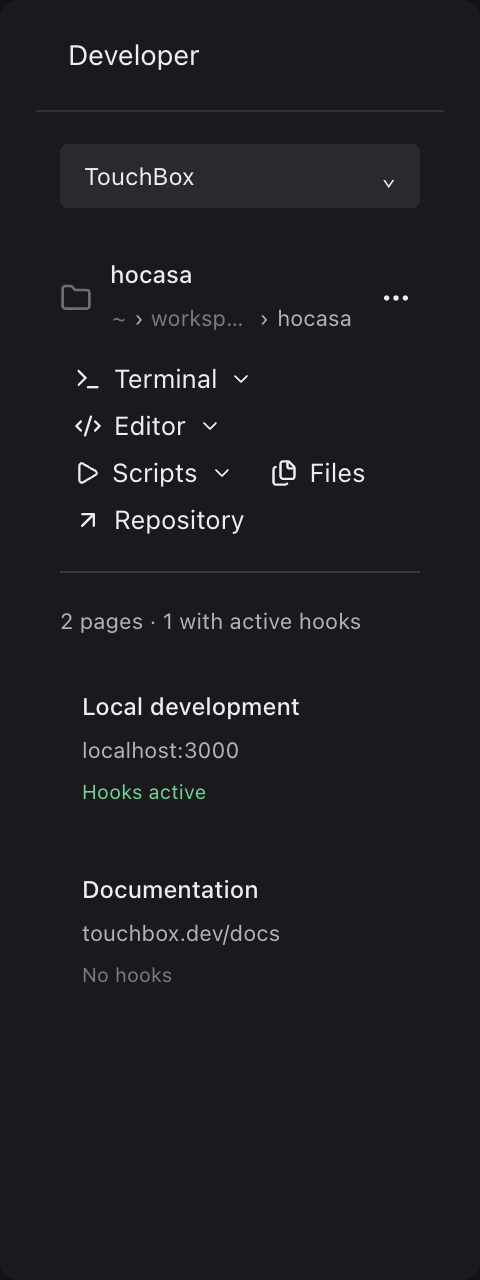 Developer
TouchBox
hocasa
~ › worksp... › hocasa
Terminal
Editor
Scripts Files
Repository
2 pages · 1 with active hooks
Local development
localhost:3000
Hooks active
Documentation
touchbox.dev/docs
No hooks